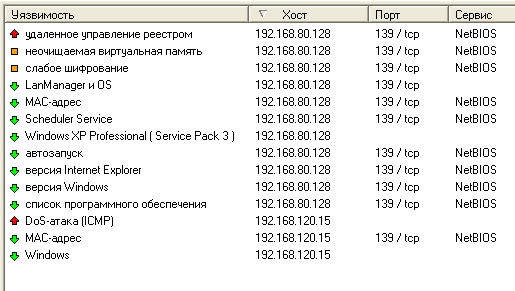 Уязвимость Хост Порт Сервис
удаленное управление реестром 192.168.80.128 139 / tcp NetBIOS
неочищаемая виртуальная память 192.168.80.128 139 / tcp NetBIOS
слабое шифрование 192.168.80.128 139 / tcp NetBIOS
LanManager и OS 192.168.80.128 139 / tcp
MAC-адрес 192.168.80.128 139 / tcp NetBIOS
Scheduler Service 192.168.80.128 139 / tcp NetBIOS
Windows XP Professional ( Service Pack 3 ) 192.168.80.128
автозапуск 192.168.80.128 139 / tcp NetBIOS
версия Internet Explorer 192.168.80.128 139 / tcp NetBIOS
версия Windows 192.168.80.128 139 / tcp NetBIOS
список программного обеспечения 192.168.80.128 139 / tcp NetBIOS
DoS-атака (ICMP) 192.168.120.15
MAC-адрес 192.168.120.15 139 / tcp NetBIOS
Windows 192.168.120.15